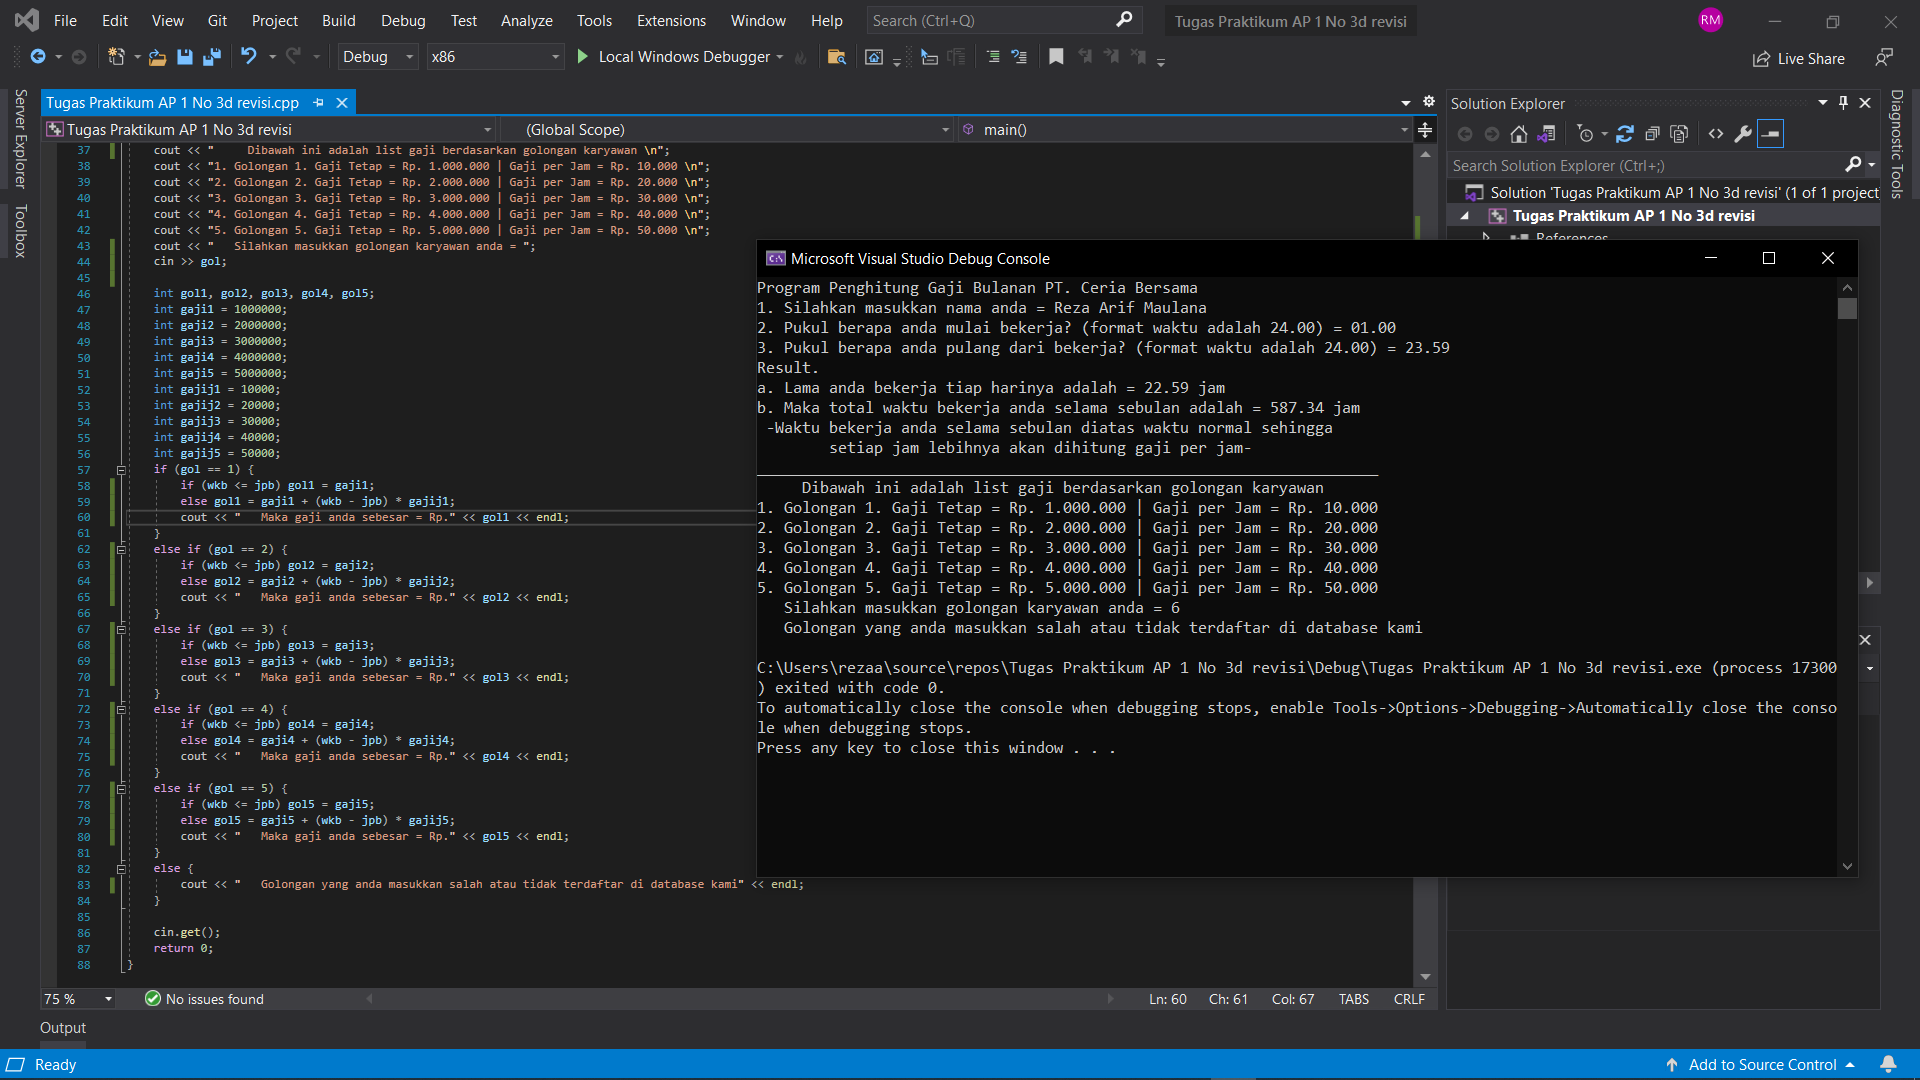 File Edit View Git Project Build Debug Test Analyze Tools Extensions Window Help Search (Ctrl+Q) Tugas Praktikum AP 1 No 3d revisi RM
Debug x86 Local Windows Debugger Live Share
Server Explorer
Toolbox
Tugas Praktikum AP 1 No 3d revisi.cpp
Tugas Praktikum AP 1 No 3d revisi (Global Scope) main()
37 cout << "     Dibawah ini adalah list gaji berdasarkan golongan karyawan \n";
38 cout << "1. Golongan 1. Gaji Tetap = Rp. 1.000.000 | Gaji per Jam = Rp. 10.000 \n";
39 cout << "2. Golongan 2. Gaji Tetap = Rp. 2.000.000 | Gaji per Jam = Rp. 20.000 \n";
40 cout << "3. Golongan 3. Gaji Tetap = Rp. 3.000.000 | Gaji per Jam = Rp. 30.000 \n";
41 cout << "4. Golongan 4. Gaji Tetap = Rp. 4.000.000 | Gaji per Jam = Rp. 40.000 \n";
42 cout << "5. Golongan 5. Gaji Tetap = Rp. 5.000.000 | Gaji per Jam = Rp. 50.000 \n";
43 cout << "   Silahkan masukkan golongan karyawan anda = ";
44 cin >> gol;
45
46 int gol1, gol2, gol3, gol4, gol5;
47 int gaji1 = 1000000;
48 int gaji2 = 2000000;
49 int gaji3 = 3000000;
50 int gaji4 = 4000000;
51 int gaji5 = 5000000;
52 int gajij1 = 10000;
53 int gajij2 = 20000;
54 int gajij3 = 30000;
55 int gajij4 = 40000;
56 int gajij5 = 50000;
57 if (gol == 1) {
58 if (wkb <= jpb) gol1 = gaji1;
59 else gol1 = gaji1 + (wkb - jpb) * gajij1;
60 cout << "   Maka gaji anda sebesar = Rp." << gol1 << endl;
61 }
62 else if (gol == 2) {
63 if (wkb <= jpb) gol2 = gaji2;
64 else gol2 = gaji2 + (wkb - jpb) * gajij2;
65 cout << "   Maka gaji anda sebesar = Rp." << gol2 << endl;
66 }
67 else if (gol == 3) {
68 if (wkb <= jpb) gol3 = gaji3;
69 else gol3 = gaji3 + (wkb - jpb) * gajij3;
70 cout << "   Maka gaji anda sebesar = Rp." << gol3 << endl;
71 }
72 else if (gol == 4) {
73 if (wkb <= jpb) gol4 = gaji4;
74 else gol4 = gaji4 + (wkb - jpb) * gajij4;
75 cout << "   Maka gaji anda sebesar = Rp." << gol4 << endl;
76 }
77 else if (gol == 5) {
78 if (wkb <= jpb) gol5 = gaji5;
79 else gol5 = gaji5 + (wkb - jpb) * gajij5;
80 cout << "   Maka gaji anda sebesar = Rp." << gol5 << endl;
81 }
82 else {
83 cout << "   Golongan yang anda masukkan salah atau tidak terdaftar di database kami" << endl;
84 }
85
86 cin.get();
87 return 0;
88 }
75 % No issues found Ln: 60 Ch: 61 Col: 67 TABS CRLF
Microsoft Visual Studio Debug Console
Program Penghitung Gaji Bulanan PT. Ceria Bersama
1. Silahkan masukkan nama anda = Reza Arif Maulana
2. Pukul berapa anda mulai bekerja? (format waktu adalah 24.00) = 01.00
3. Pukul berapa anda pulang dari bekerja? (format waktu adalah 24.00) = 23.59
Result.
a. Lama anda bekerja tiap harinya adalah = 22.59 jam
b. Maka total waktu bekerja anda selama sebulan adalah = 587.34 jam
-Waktu bekerja anda selama sebulan diatas waktu normal sehingga
setiap jam lebihnya akan dihitung gaji per jam-
Dibawah ini adalah list gaji berdasarkan golongan karyawan
1. Golongan 1. Gaji Tetap = Rp. 1.000.000 | Gaji per Jam = Rp. 10.000
2. Golongan 2. Gaji Tetap = Rp. 2.000.000 | Gaji per Jam = Rp. 20.000
3. Golongan 3. Gaji Tetap = Rp. 3.000.000 | Gaji per Jam = Rp. 30.000
4. Golongan 4. Gaji Tetap = Rp. 4.000.000 | Gaji per Jam = Rp. 40.000
5. Golongan 5. Gaji Tetap = Rp. 5.000.000 | Gaji per Jam = Rp. 50.000
Silahkan masukkan golongan karyawan anda = 6
Golongan yang anda masukkan salah atau tidak terdaftar di database kami
C:\Users\rezaa\source\repos\Tugas Praktikum AP 1 No 3d revisi\Debug\Tugas Praktikum AP 1 No 3d revisi.exe (process 17300
) exited with code 0.
To automatically close the console when debugging stops, enable Tools->Options->Debugging->Automatically close the conso
le when debugging stops.
Press any key to close this window . . .
Solution Explorer
Search Solution Explorer (Ctrl+;)
Solution 'Tugas Praktikum AP 1 No 3d revisi' (1 of 1 project
Tugas Praktikum AP 1 No 3d revisi
References
Diagnostic Tools
Output
Ready Add to Source Control